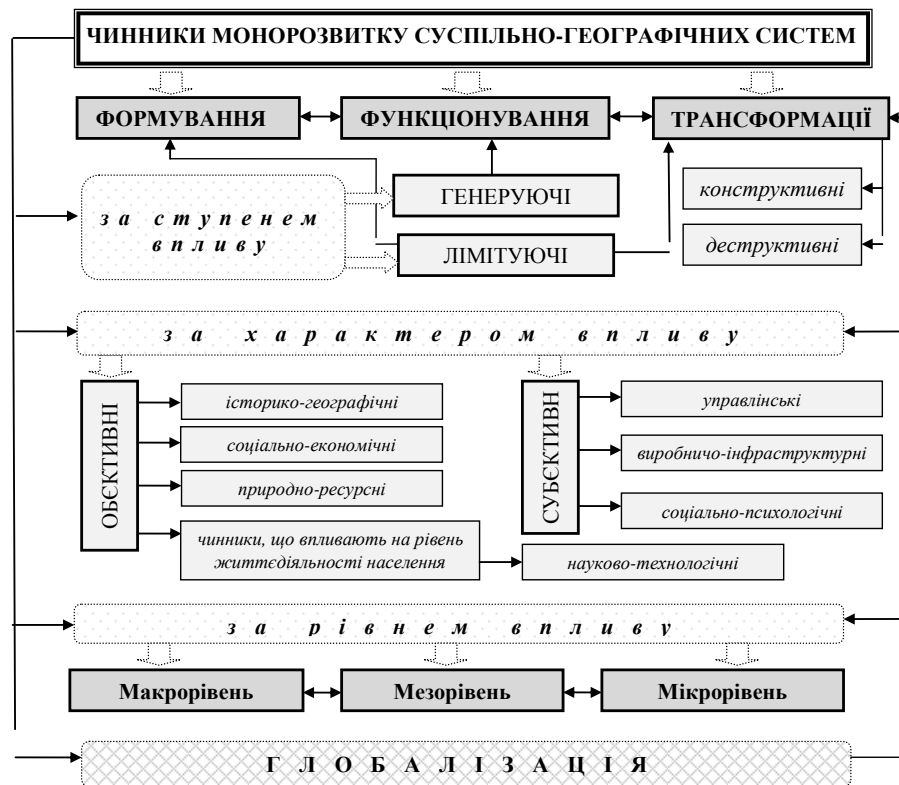 ЧИННИКИ МОНОРОЗВИТКУ СУСПІЛЬНО-ГЕОГРАФІЧНИХ СИСТЕМ
ФОРМУВАННЯ
ФУНКЦІОНУВАННЯ
ТРАНСФОРМАЦІЇ
за ступенем
впливу
ГЕНЕРУЮЧІ
ЛІМІТУЮЧІ
конструктивні
деструктивні
за характером впливу
ОБЄКТИВНІ
історико-географічні
соціально-економічні
природно-ресурсні
чинники, що впливають на рівень
життєдіяльності населення
науково-технологічні
СУБЄКТИВН
управлінські
виробничо-інфраструктурні
соціально-психологічні
за рівнем впливу
Макрорівень
Мезорівень
Мікрорівень
ГЛОБАЛІЗАЦІЯ